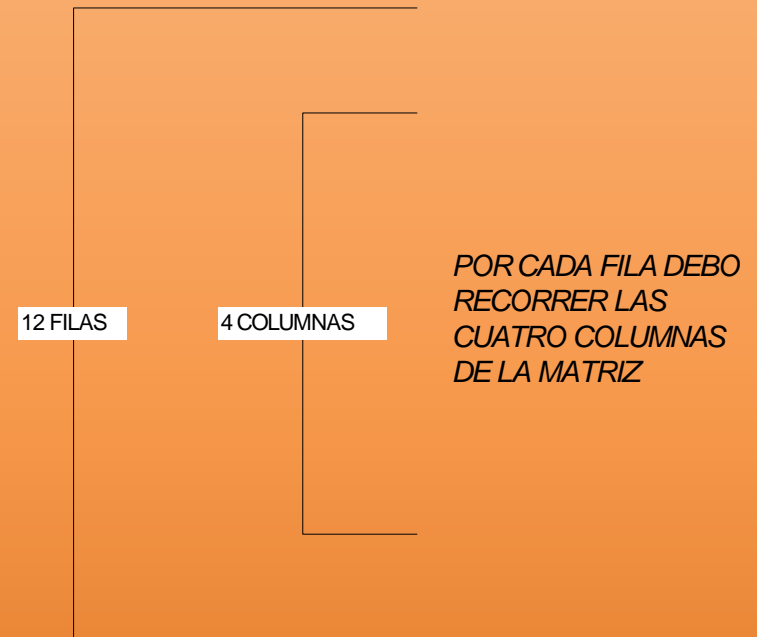 12 FILAS
4 COLUMNAS
POR CADA FILA DEBO
RECORRER LAS
CUATRO COLUMNAS
DE LA MATRIZ